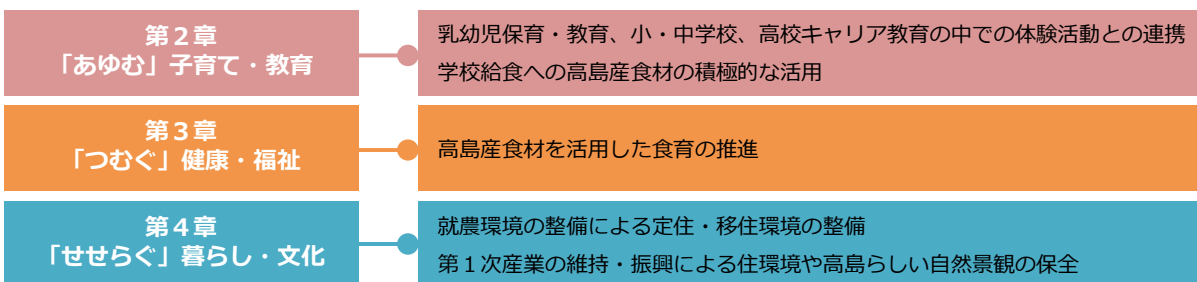 第２章
「あゆむ」子育て・教育
乳幼児保育・教育、小・中学校、高校キャリア教育の中での体験活動との連携
学校給食への高島産食材の積極的な活用
第３章
「つむぐ」健康・福祉
高島産食材を活用した食育の推進
第４章
「せせらぐ」暮らし・文化
就農環境の整備による定住・移住環境の整備
第１次産業の維持・振興による住環境や高島らしい自然景観の保全